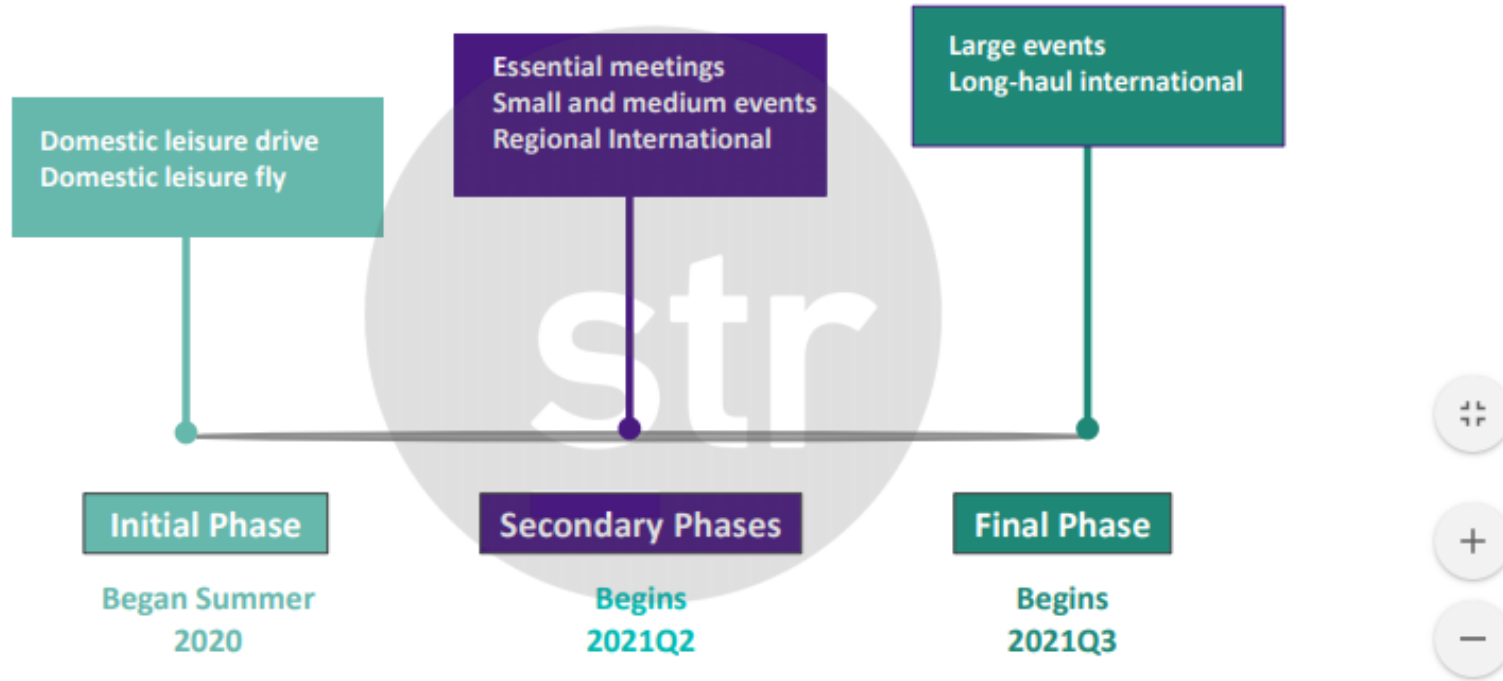 Domestic leisure drive
Domestic leisure fly
Essential meetings
Small and medium events
Regional International
Large events
Long-haul international
str
Initial Phase
Began Summer
2020
Secondary Phases
Begins
2021Q2
Final Phase
Begins
2021Q3